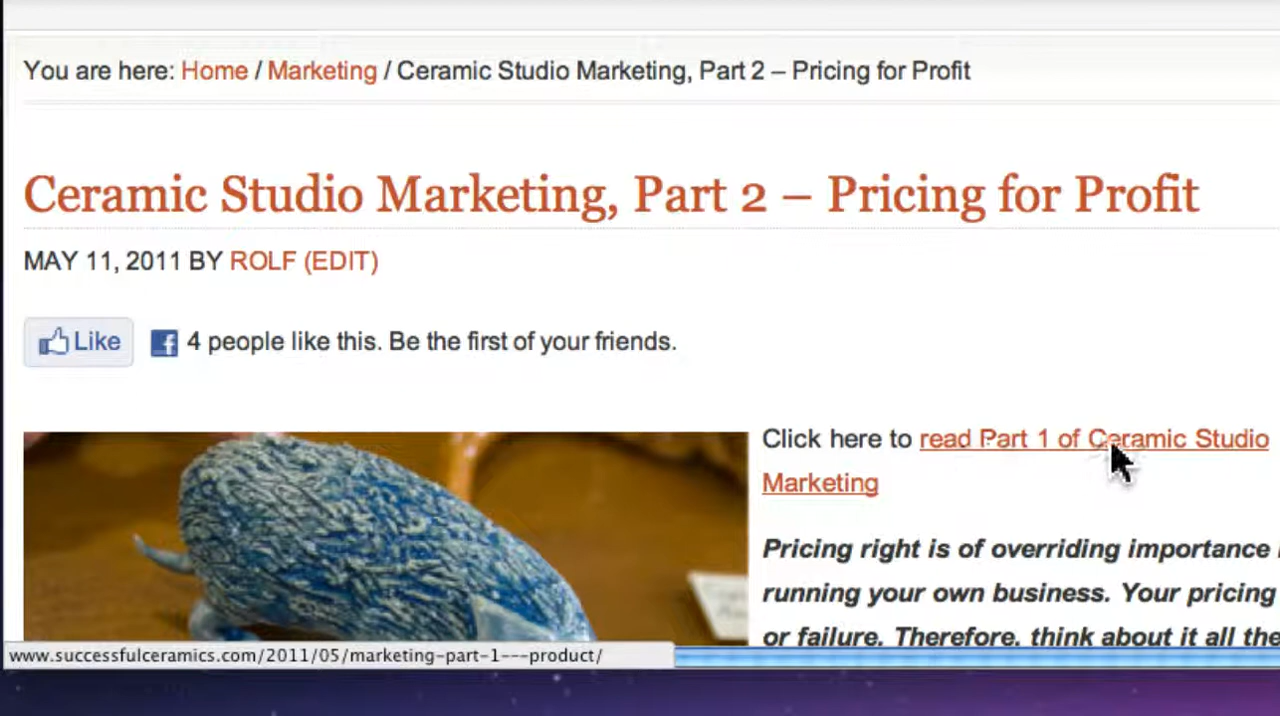 You are here: Home / Marketing / Ceramic Studio Marketing, Part 2 – Pricing for Profit
Ceramic Studio Marketing, Part 2 – Pricing for Profit
MAY 11, 2011 BY ROLF (EDIT)
Like
4 people like this. Be the first of your friends.
Click here to read Part 1 of Ceramic Studio
Marketing
Pricing right is of overriding importance
running your own business. Your pricing
or failure. Therefore, think about it all the
www.successfulceramics.com/2011/05/marketing-part-1---product/